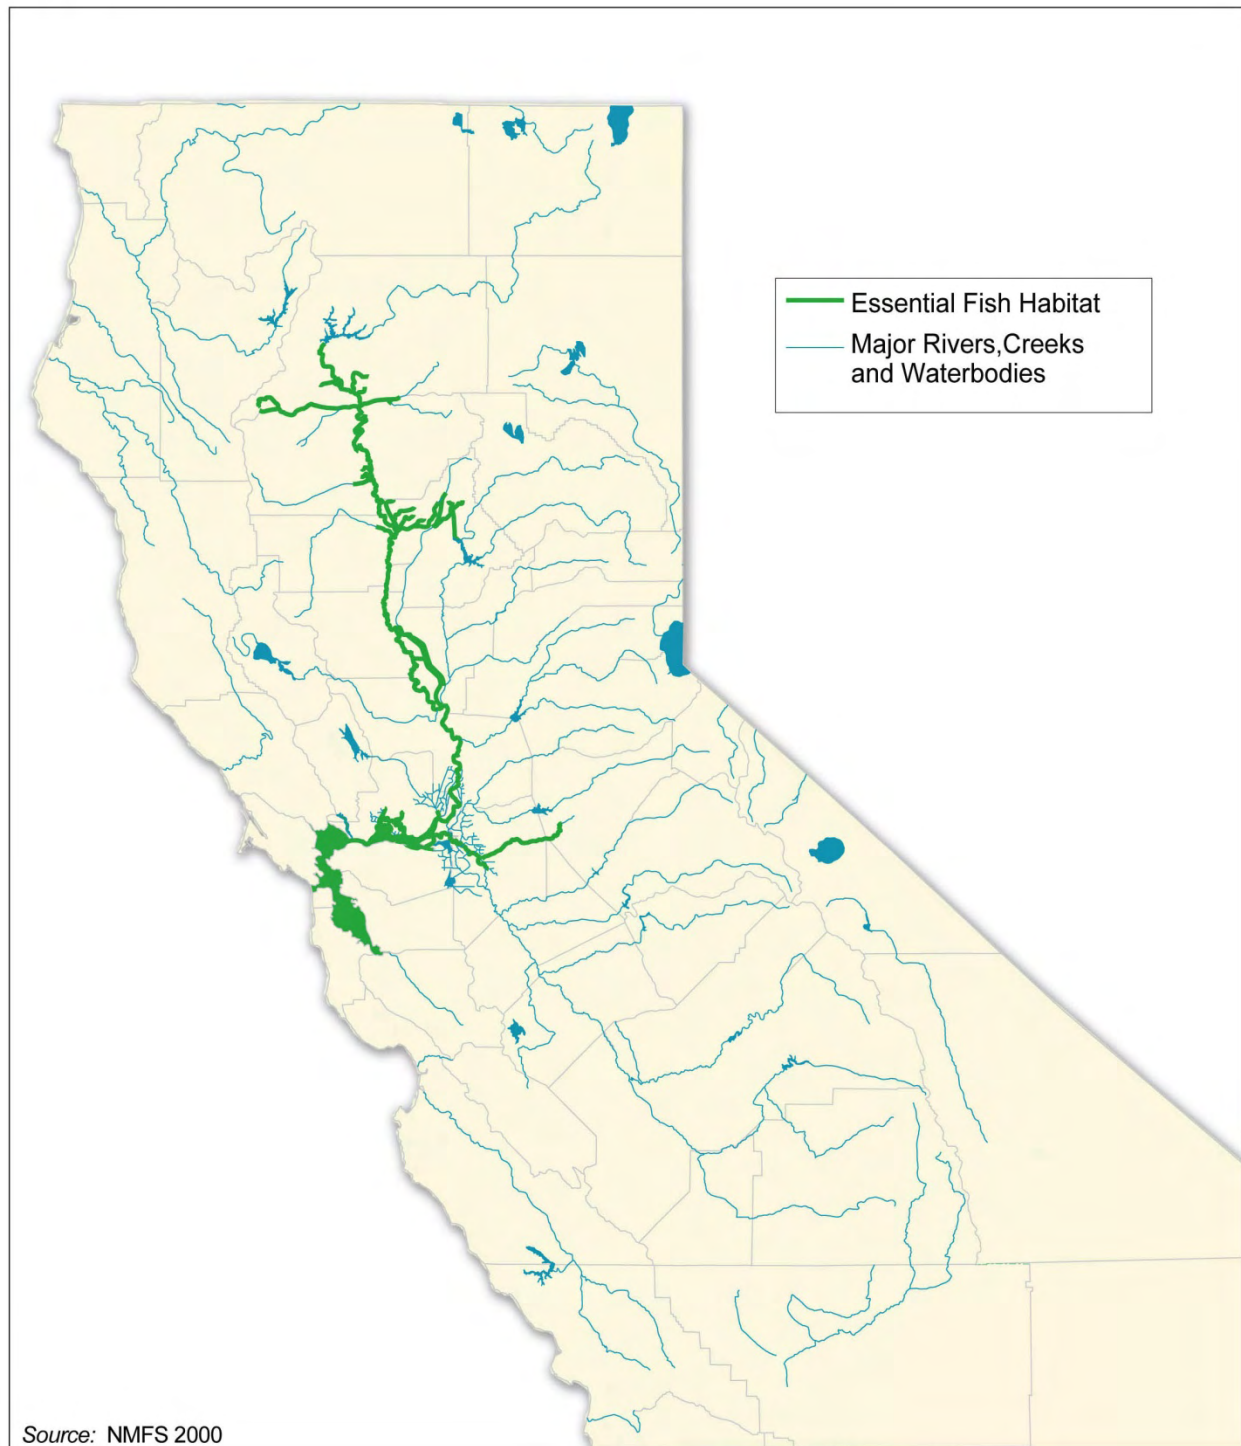 Essential Fish Habitat
Major Rivers,Creeks
and Waterbodies
Source: NMFS 2000